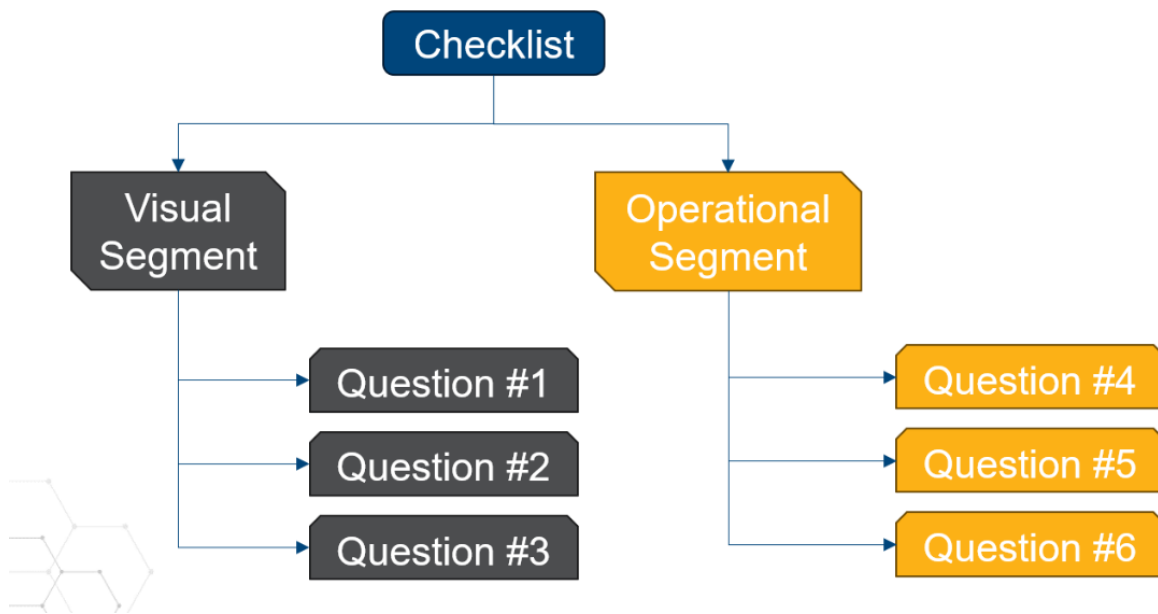 Checklist
Visual
Segment
Operational
Segment
Question #1
Question #2
Question #3
Question #4
Question #5
Question #6